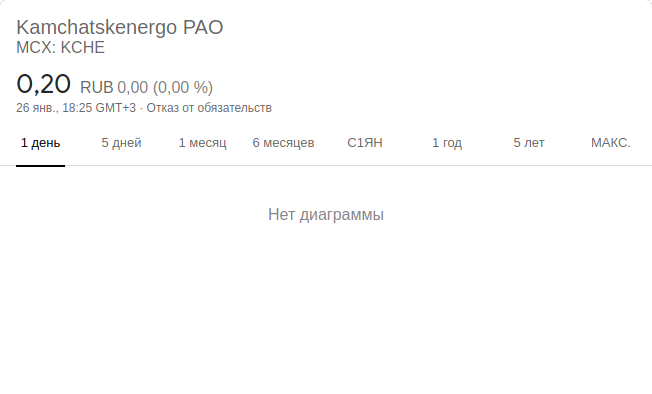 Kamchatskenergo PAO
MCX: KCHE
0,20 RUB 0,00 (0,00 %)
26 янв., 18:25 GMT+3 · Отказ от обязательств
1 день 5 дней 1 месяц 6 месяцев С1ЯН 1 год 5 лет МАКС.
Нет диаграммы